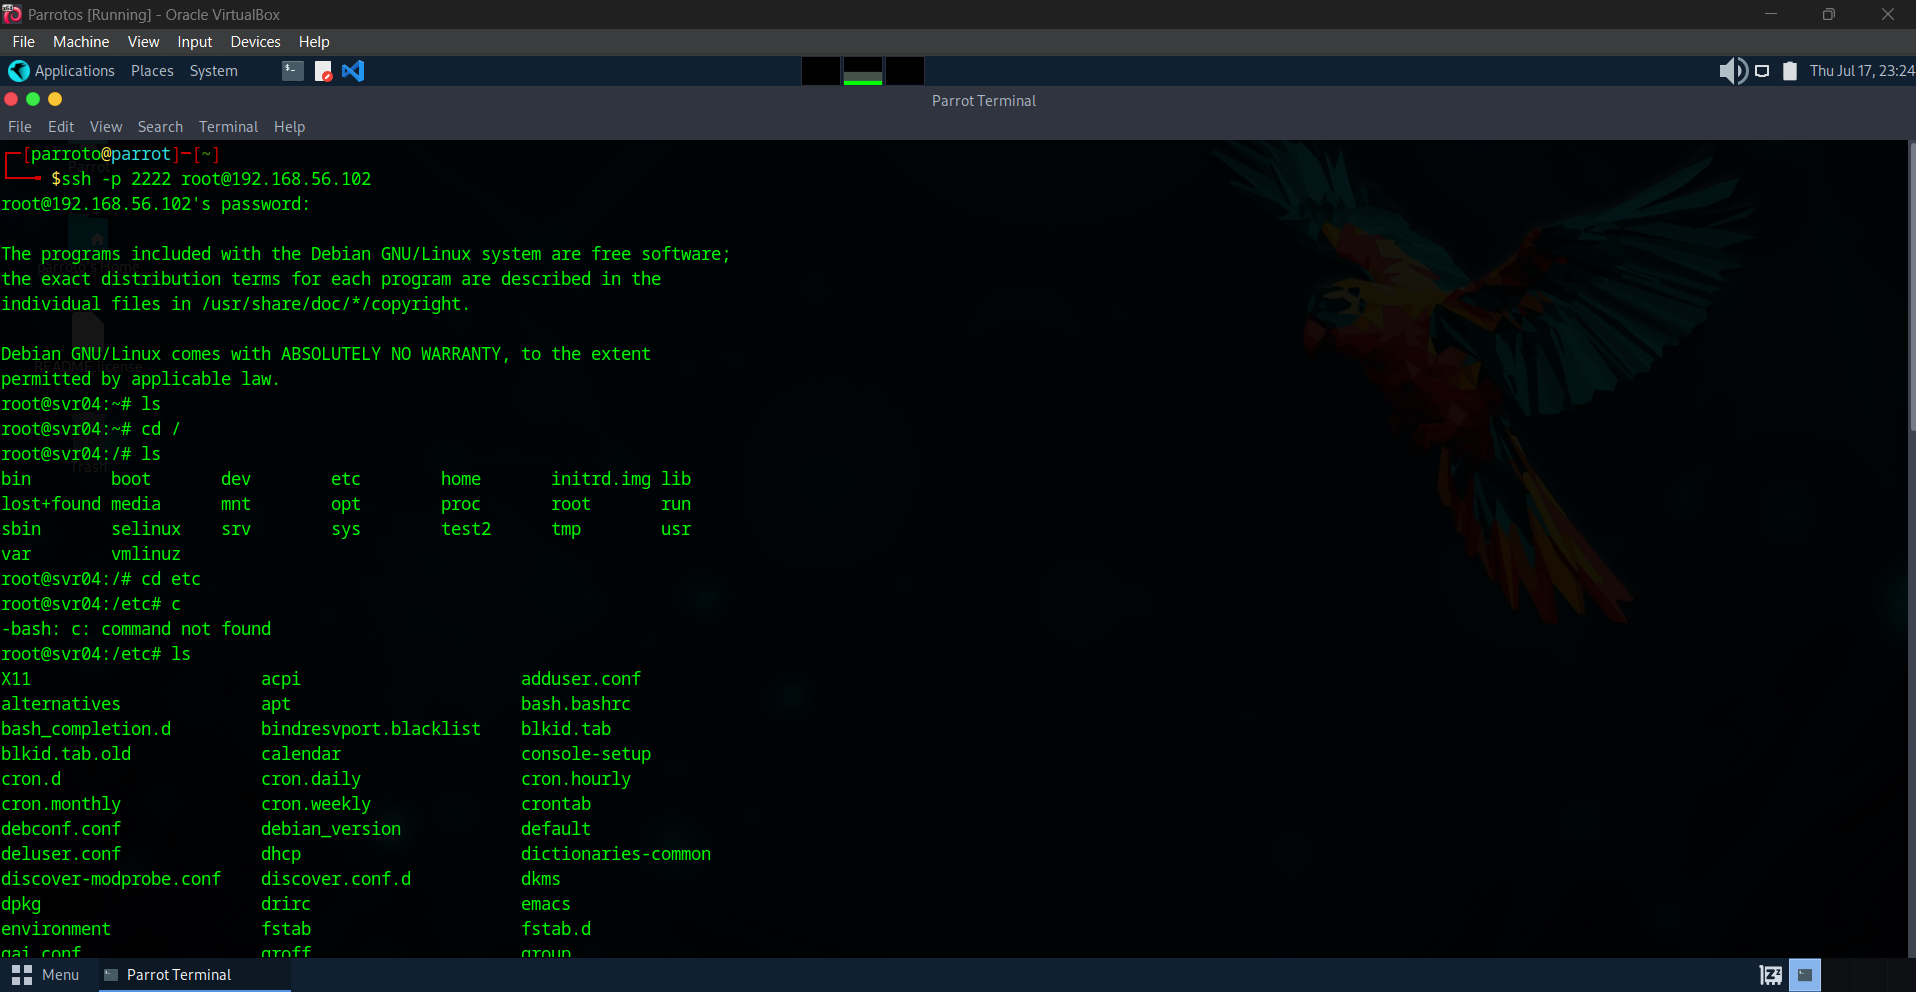 Parrotos [Running] - Oracle VirtualBox
File Machine View Input Devices Help
Applications Places System Thu Jul 17, 23:24
Parrot Terminal
File Edit View Search Terminal Help
┌─[parroto@parrot]─[~]
└──╼ $ssh -p 2222 root@192.168.56.102
root@192.168.56.102's password:
The programs included with the Debian GNU/Linux system are free software;
the exact distribution terms for each program are described in the
individual files in /usr/share/doc/*/copyright.
Debian GNU/Linux comes with ABSOLUTELY NO WARRANTY, to the extent
permitted by applicable law.
root@svr04:~# ls
root@svr04:~# cd /
root@svr04:/# ls
bin boot dev etc home initrd.img lib
lost+found media mnt opt proc root run
sbin selinux srv sys test2 tmp usr
var vmlinuz
root@svr04:/# cd etc
root@svr04:/etc# c
-bash: c: command not found
root@svr04:/etc# ls
X11 acpi adduser.conf
alternatives apt bash.bashrc
bash_completion.d bindresvport.blacklist blkid.tab
blkid.tab.old calendar console-setup
cron.d cron.daily cron.hourly
cron.monthly cron.weekly crontab
debconf.conf debian_version default
deluser.conf dhcp dictionaries-common
discover-modprobe.conf discover.conf.d dkms
dpkg drirc emacs
environment fstab fstab.d
gai.conf groff group
Menu Parrot Terminal